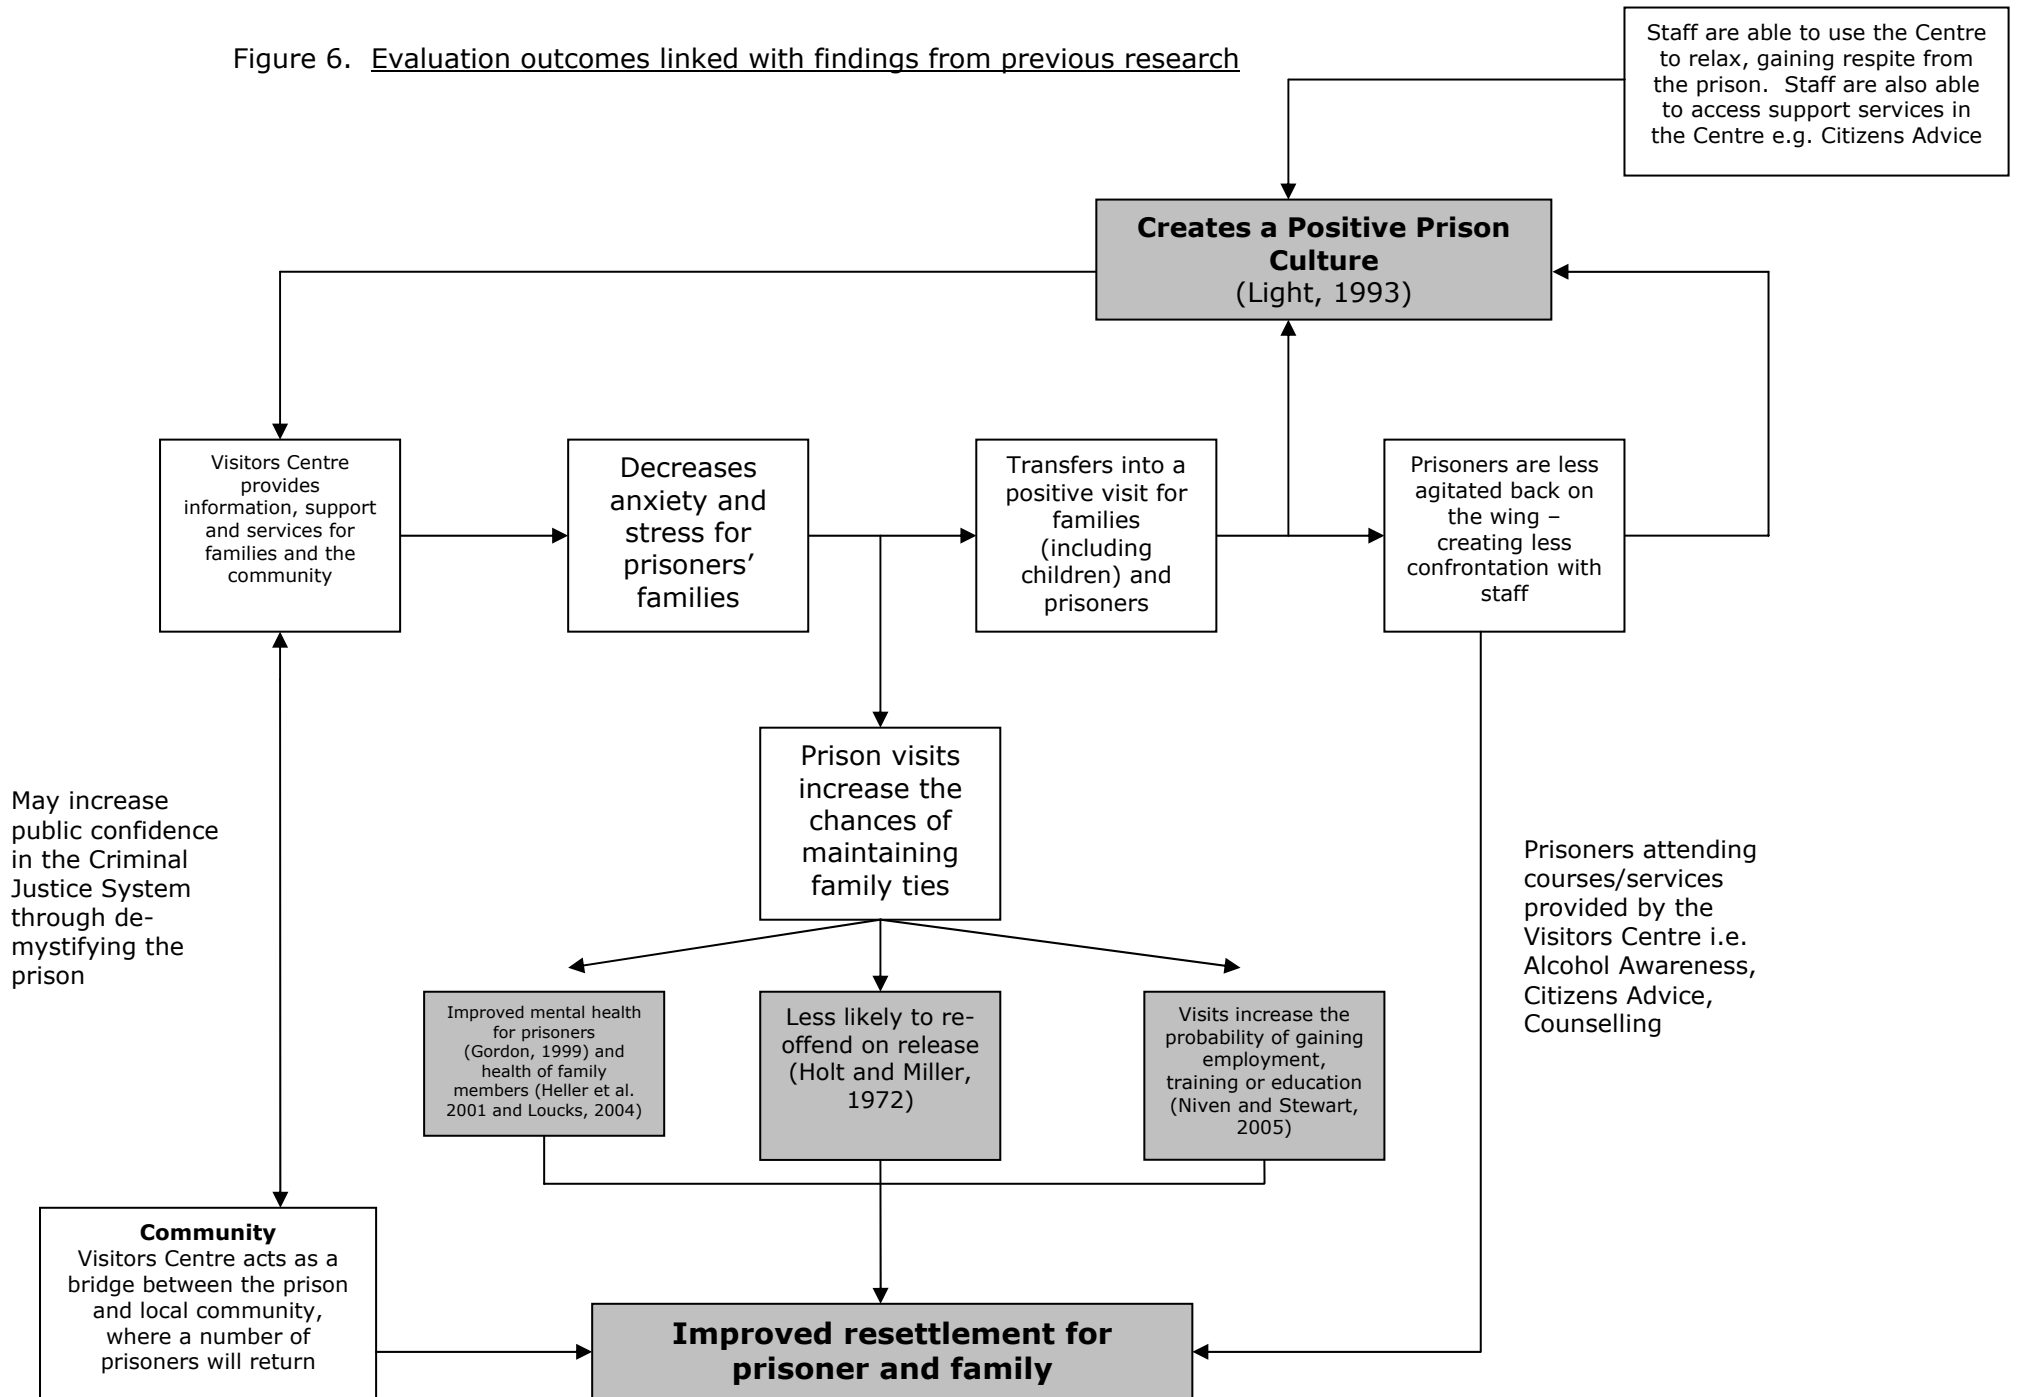 Figure 6. Evaluation outcomes linked with findings from previous research
Staff are able to use the Centre
to relax, gaining respite from
the prison. Staff are also able
to access support services in
the Centre e.g. Citizens Advice
Creates a Positive Prison
Culture
(Light, 1993)
Visitors Centre
provides
information, support
and services for
families and the
community
Decreases
anxiety and
stress for
prisoners’
families
Transfers into a
positive visit for
families
(including
children) and
prisoners
Prisoners are less
agitated back on
the wing –
creating less
confrontation with
staff
Prison visits
increase the
chances of
maintaining
family ties
May increase
public confidence
in the Criminal
Justice System
through de-
mystifying the
prison
Prisoners attending
courses/services
provided by the
Visitors Centre i.e.
Alcohol Awareness,
Citizens Advice,
Counselling
Improved mental health
for prisoners
(Gordon, 1999) and
health of family
members (Heller et al.
2001 and Loucks, 2004)
Less likely to re-
offend on release
(Holt and Miller,
1972)
Visits increase the
probability of gaining
employment,
training or education
(Niven and Stewart,
2005)
Community
Visitors Centre acts as a
bridge between the prison
and local community,
where a number of
prisoners will return
Improved resettlement for
prisoner and family